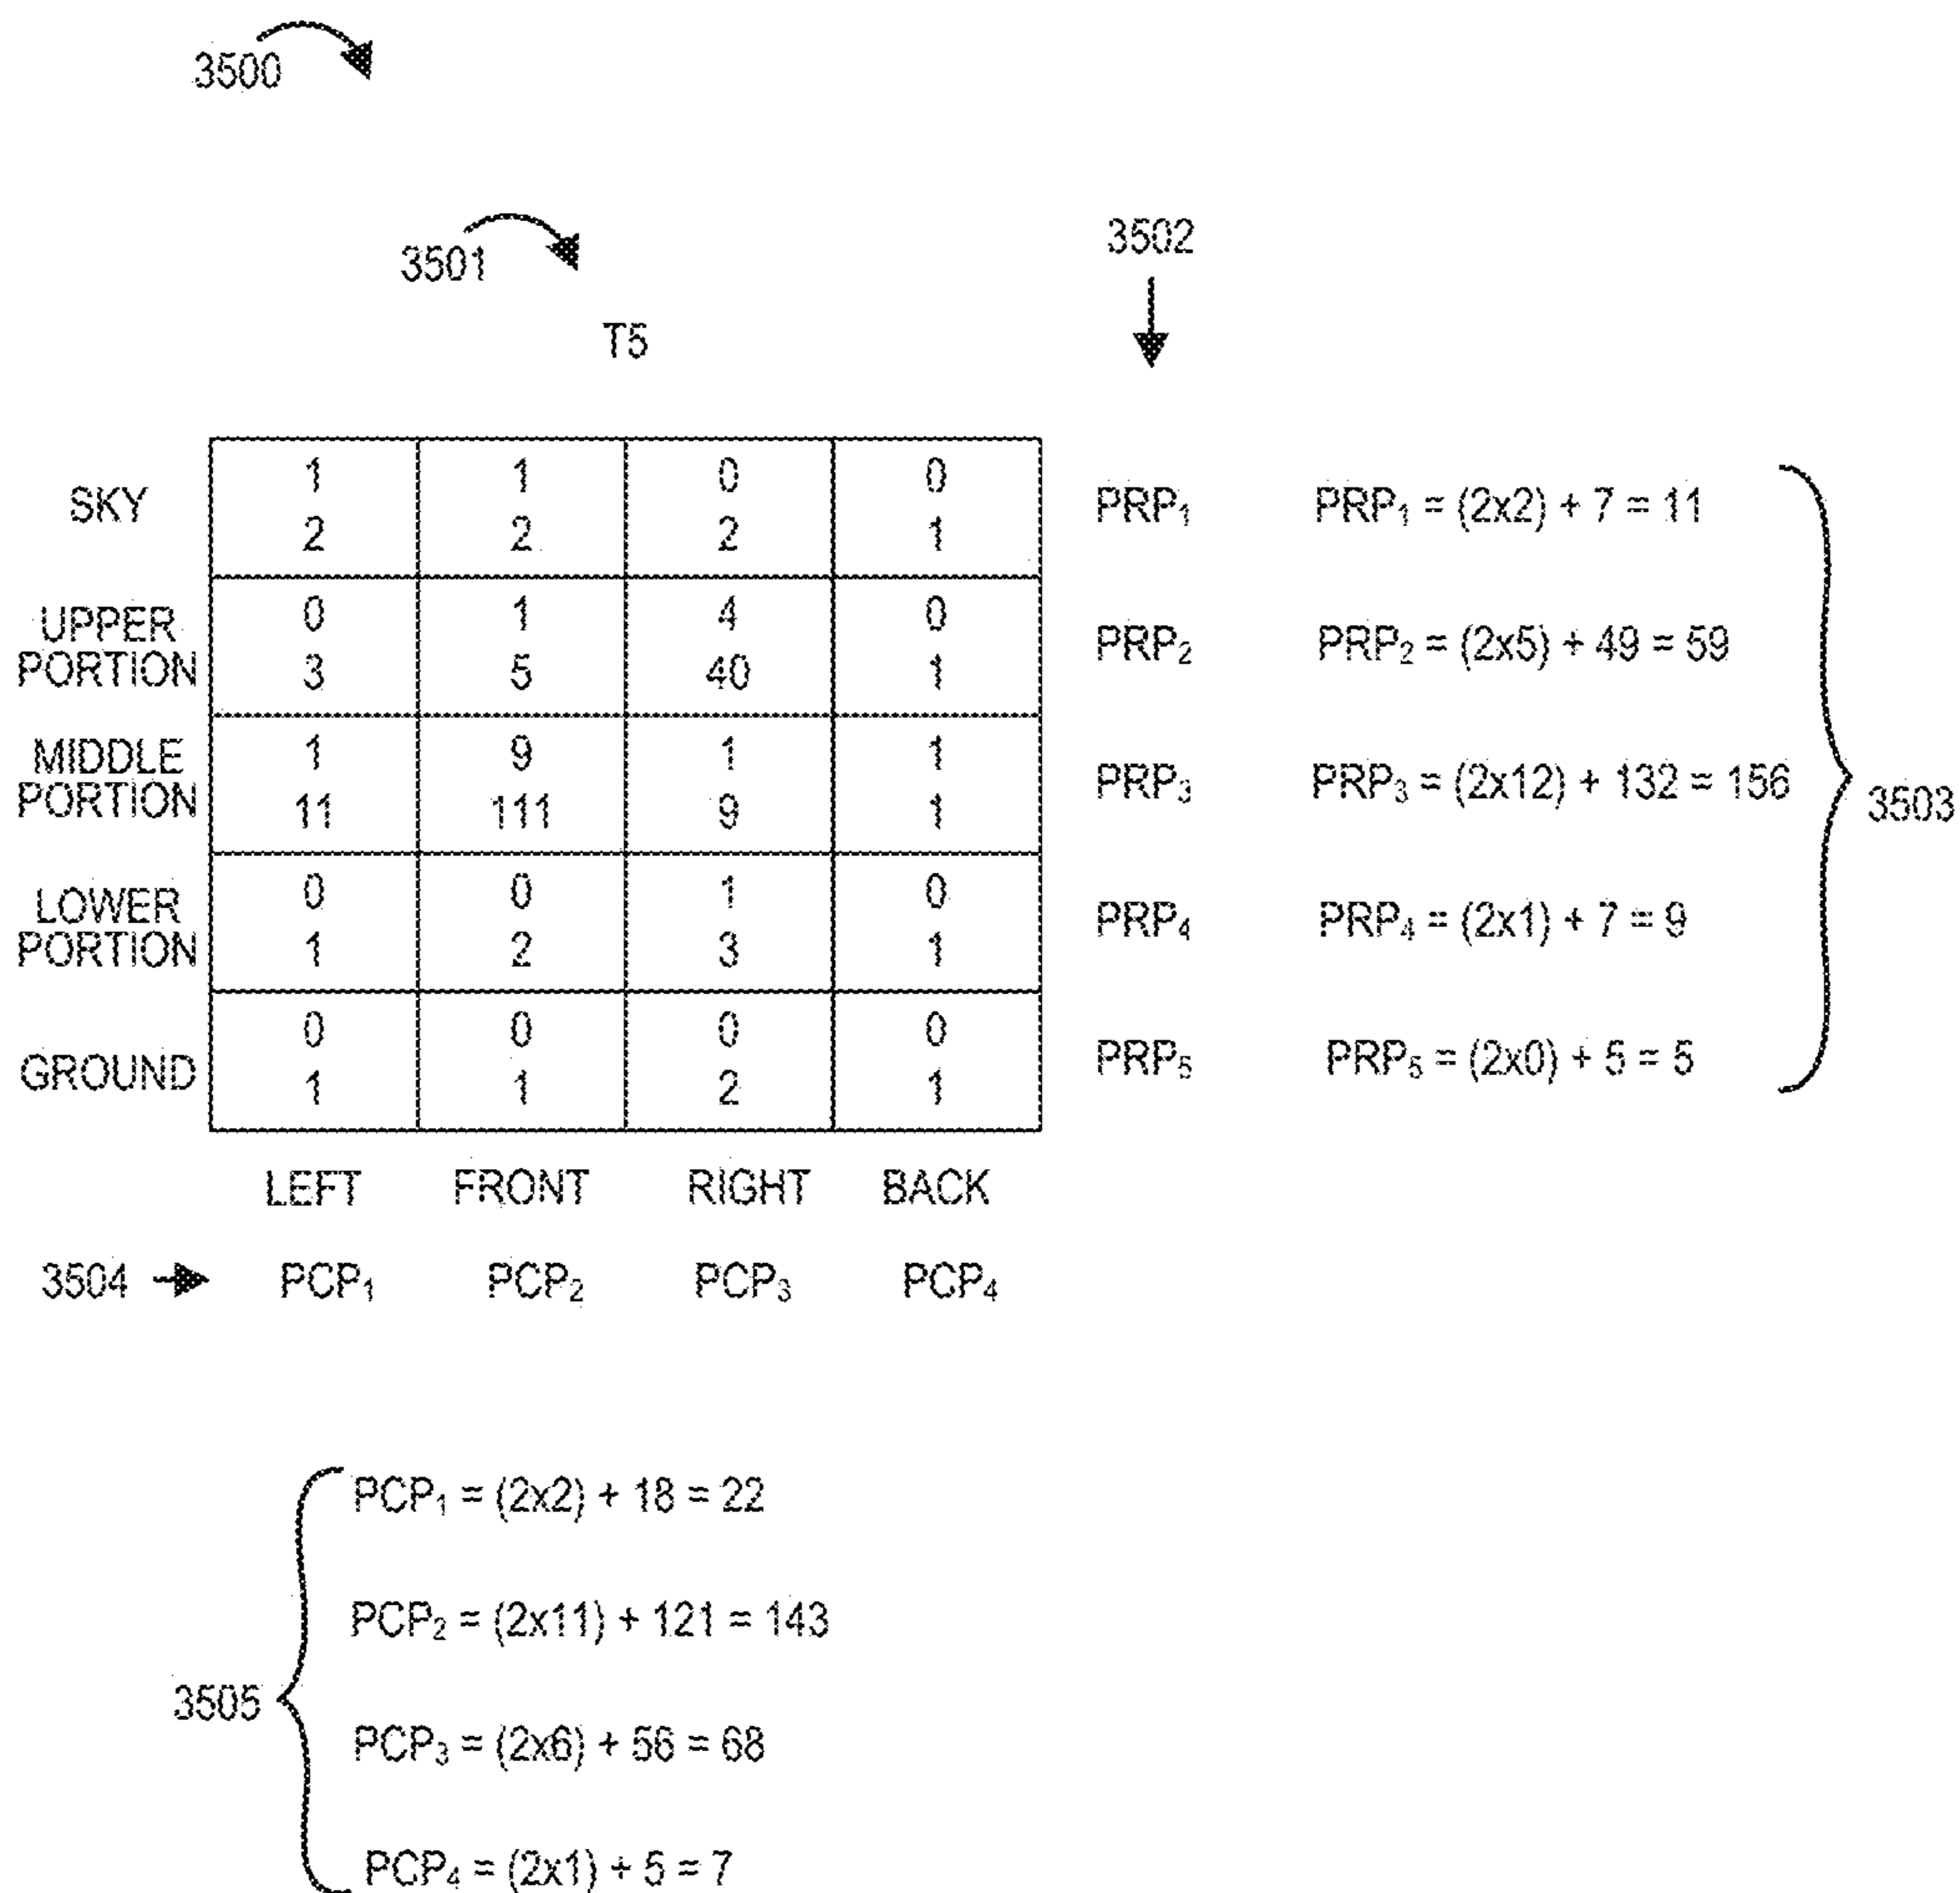 3500
3501
3502
T5
SKY
1 1 0 0
2 2 2 1
PRP₁ PRP₁ = (2x2) + 7 = 11
UPPER
PORTION
0 1 4 0
3 5 40 1
PRP₂ PRP₂ = (2x5) + 49 = 59
MIDDLE
PORTION
1 9 1 1
11 111 9 1
PRP₃ PRP₃ = (2x12) + 132 = 156
3503
LOWER
PORTION
0 0 1 0
1 2 3 1
PRP₄ PRP₄ = (2x1) + 7 = 9
GROUND
0 0 0 0
1 1 2 1
PRP₅ PRP₅ = (2x0) + 5 = 5
LEFT FRONT RIGHT BACK
3504 PCP₁ PCP₂ PCP₃ PCP₄
PCP₁ = (2x2) + 18 = 22
PCP₂ = (2x11) + 121 = 143
3505
PCP₃ = (2x6) + 56 = 68
PCP₄ = (2x1) + 5 = 7